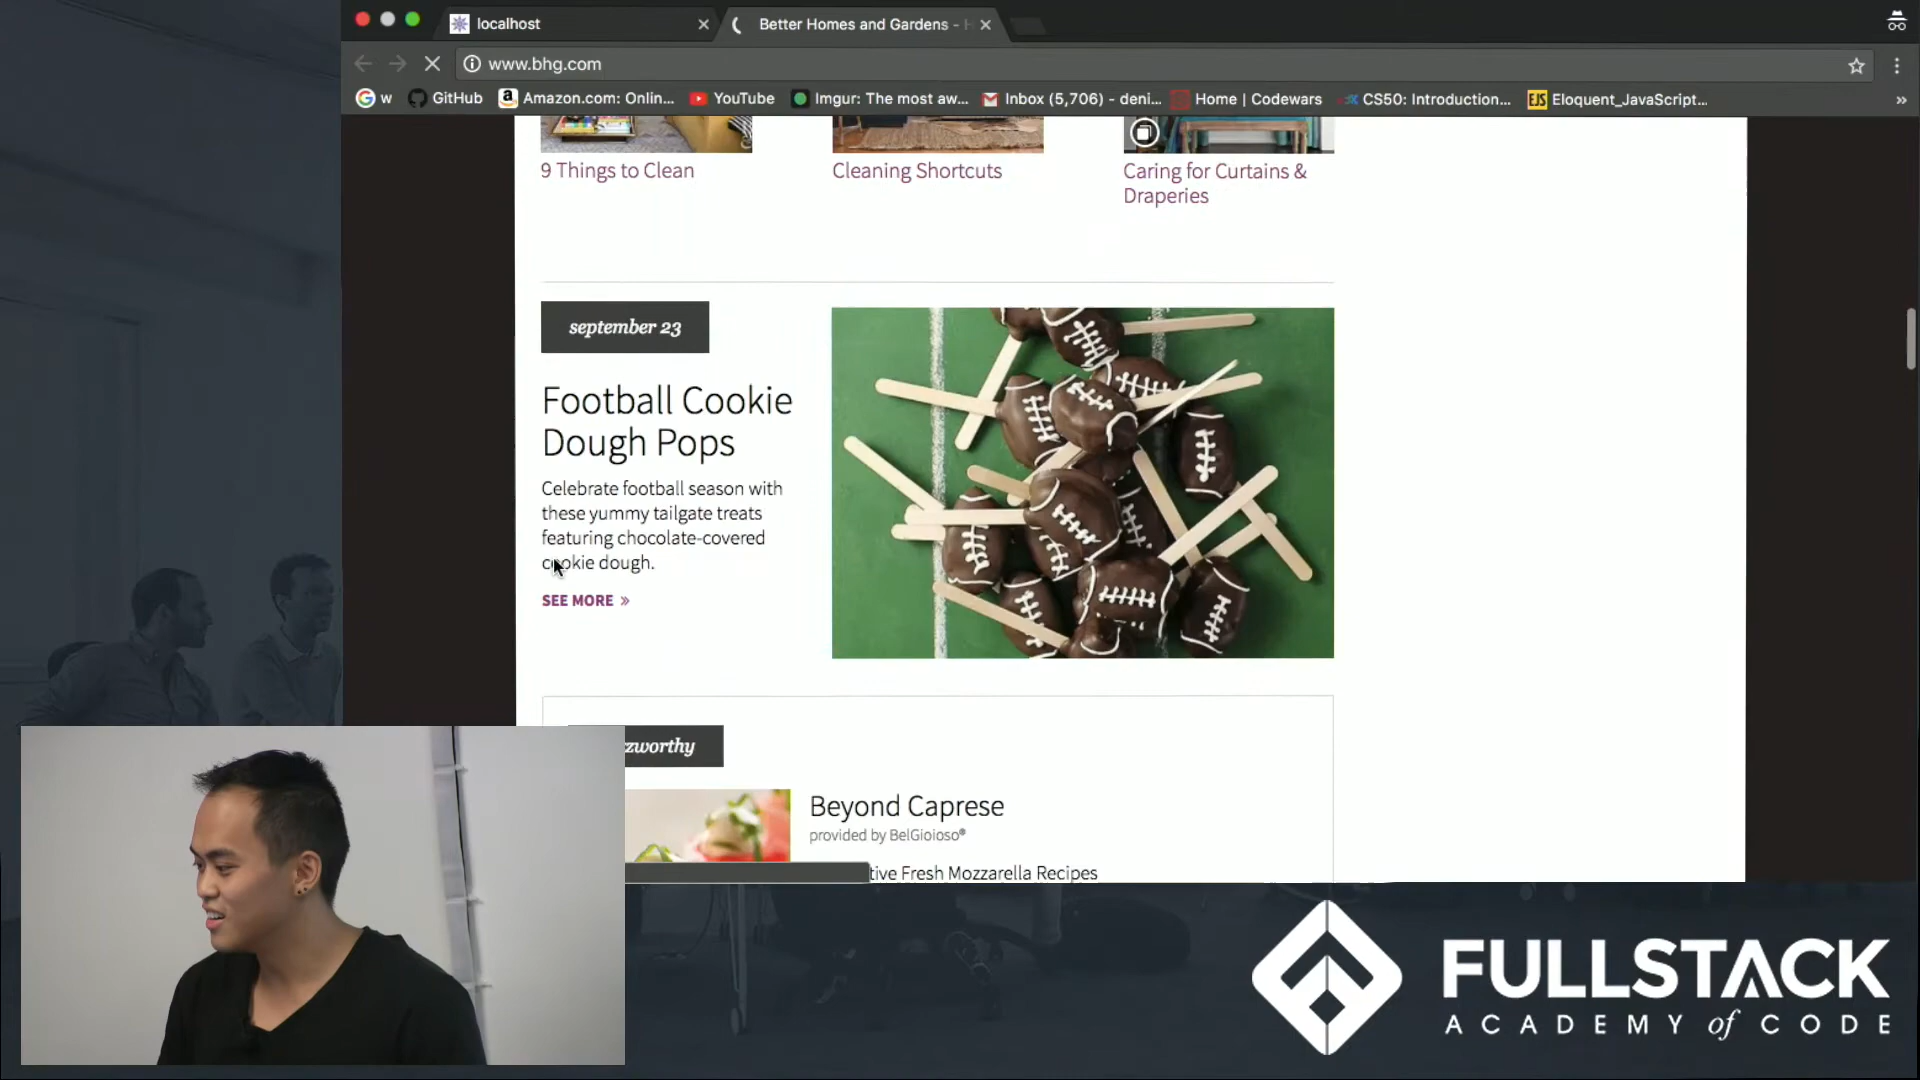 localhost
Better Homes and Gardens -
www.bhg.com
w
GitHub
Amazon.com: Onlin...
YouTube
Imgur: The most aw...
Inbox (5,706) - deni...
Home | Codewars
CS50: Introduction...
EJS
Eloquent_JavaScript...
»
9 Things to Clean
Cleaning Shortcuts
Caring for Curtains &
Draperies
september 23
Football Cookie
Dough Pops
Celebrate football season with
these yummy tailgate treats
featuring chocolate-covered
cookie dough.
SEE MORE »
zworthy
Beyond Caprese
provided by BelGioioso®
tive Fresh Mozzarella Recipes
FULLSTACK
ACADEMY of CODE